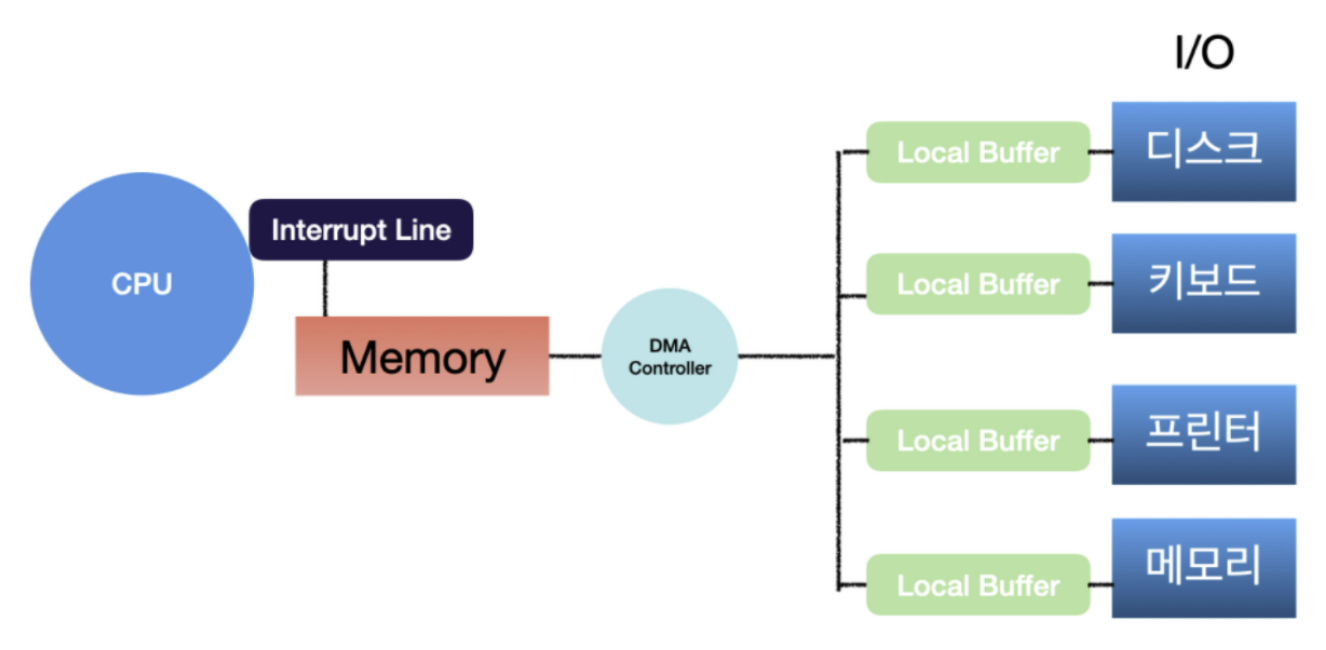 I/O
Local Buffer
디스크
Interrupt Line
CPU
Local Buffer
키보드
Memory
DMA
Controller
Local Buffer
프린터
Local Buffer
메모리